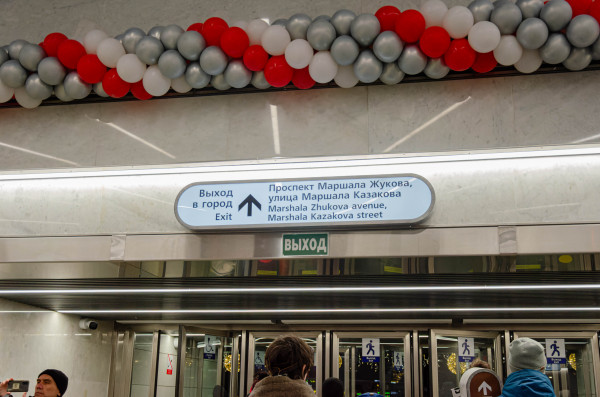 Выход
в город
Exit
Проспект Маршала Жукова,
улица Маршала Казакова
Marshala Zhukova avenue,
Marshala Kazakova street
ВЫХОД